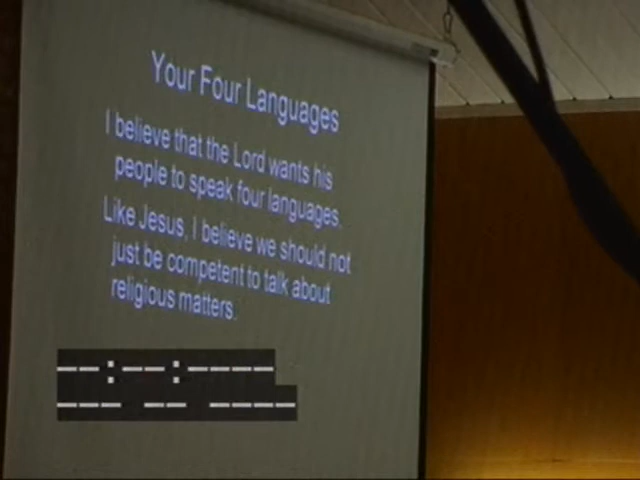 Your Four Languages
I believe that the Lord wants his
people to speak four languages.
Like Jesus, I believe we should not
just be competent to talk about
religious matters.
--:--:----
-- -- ----